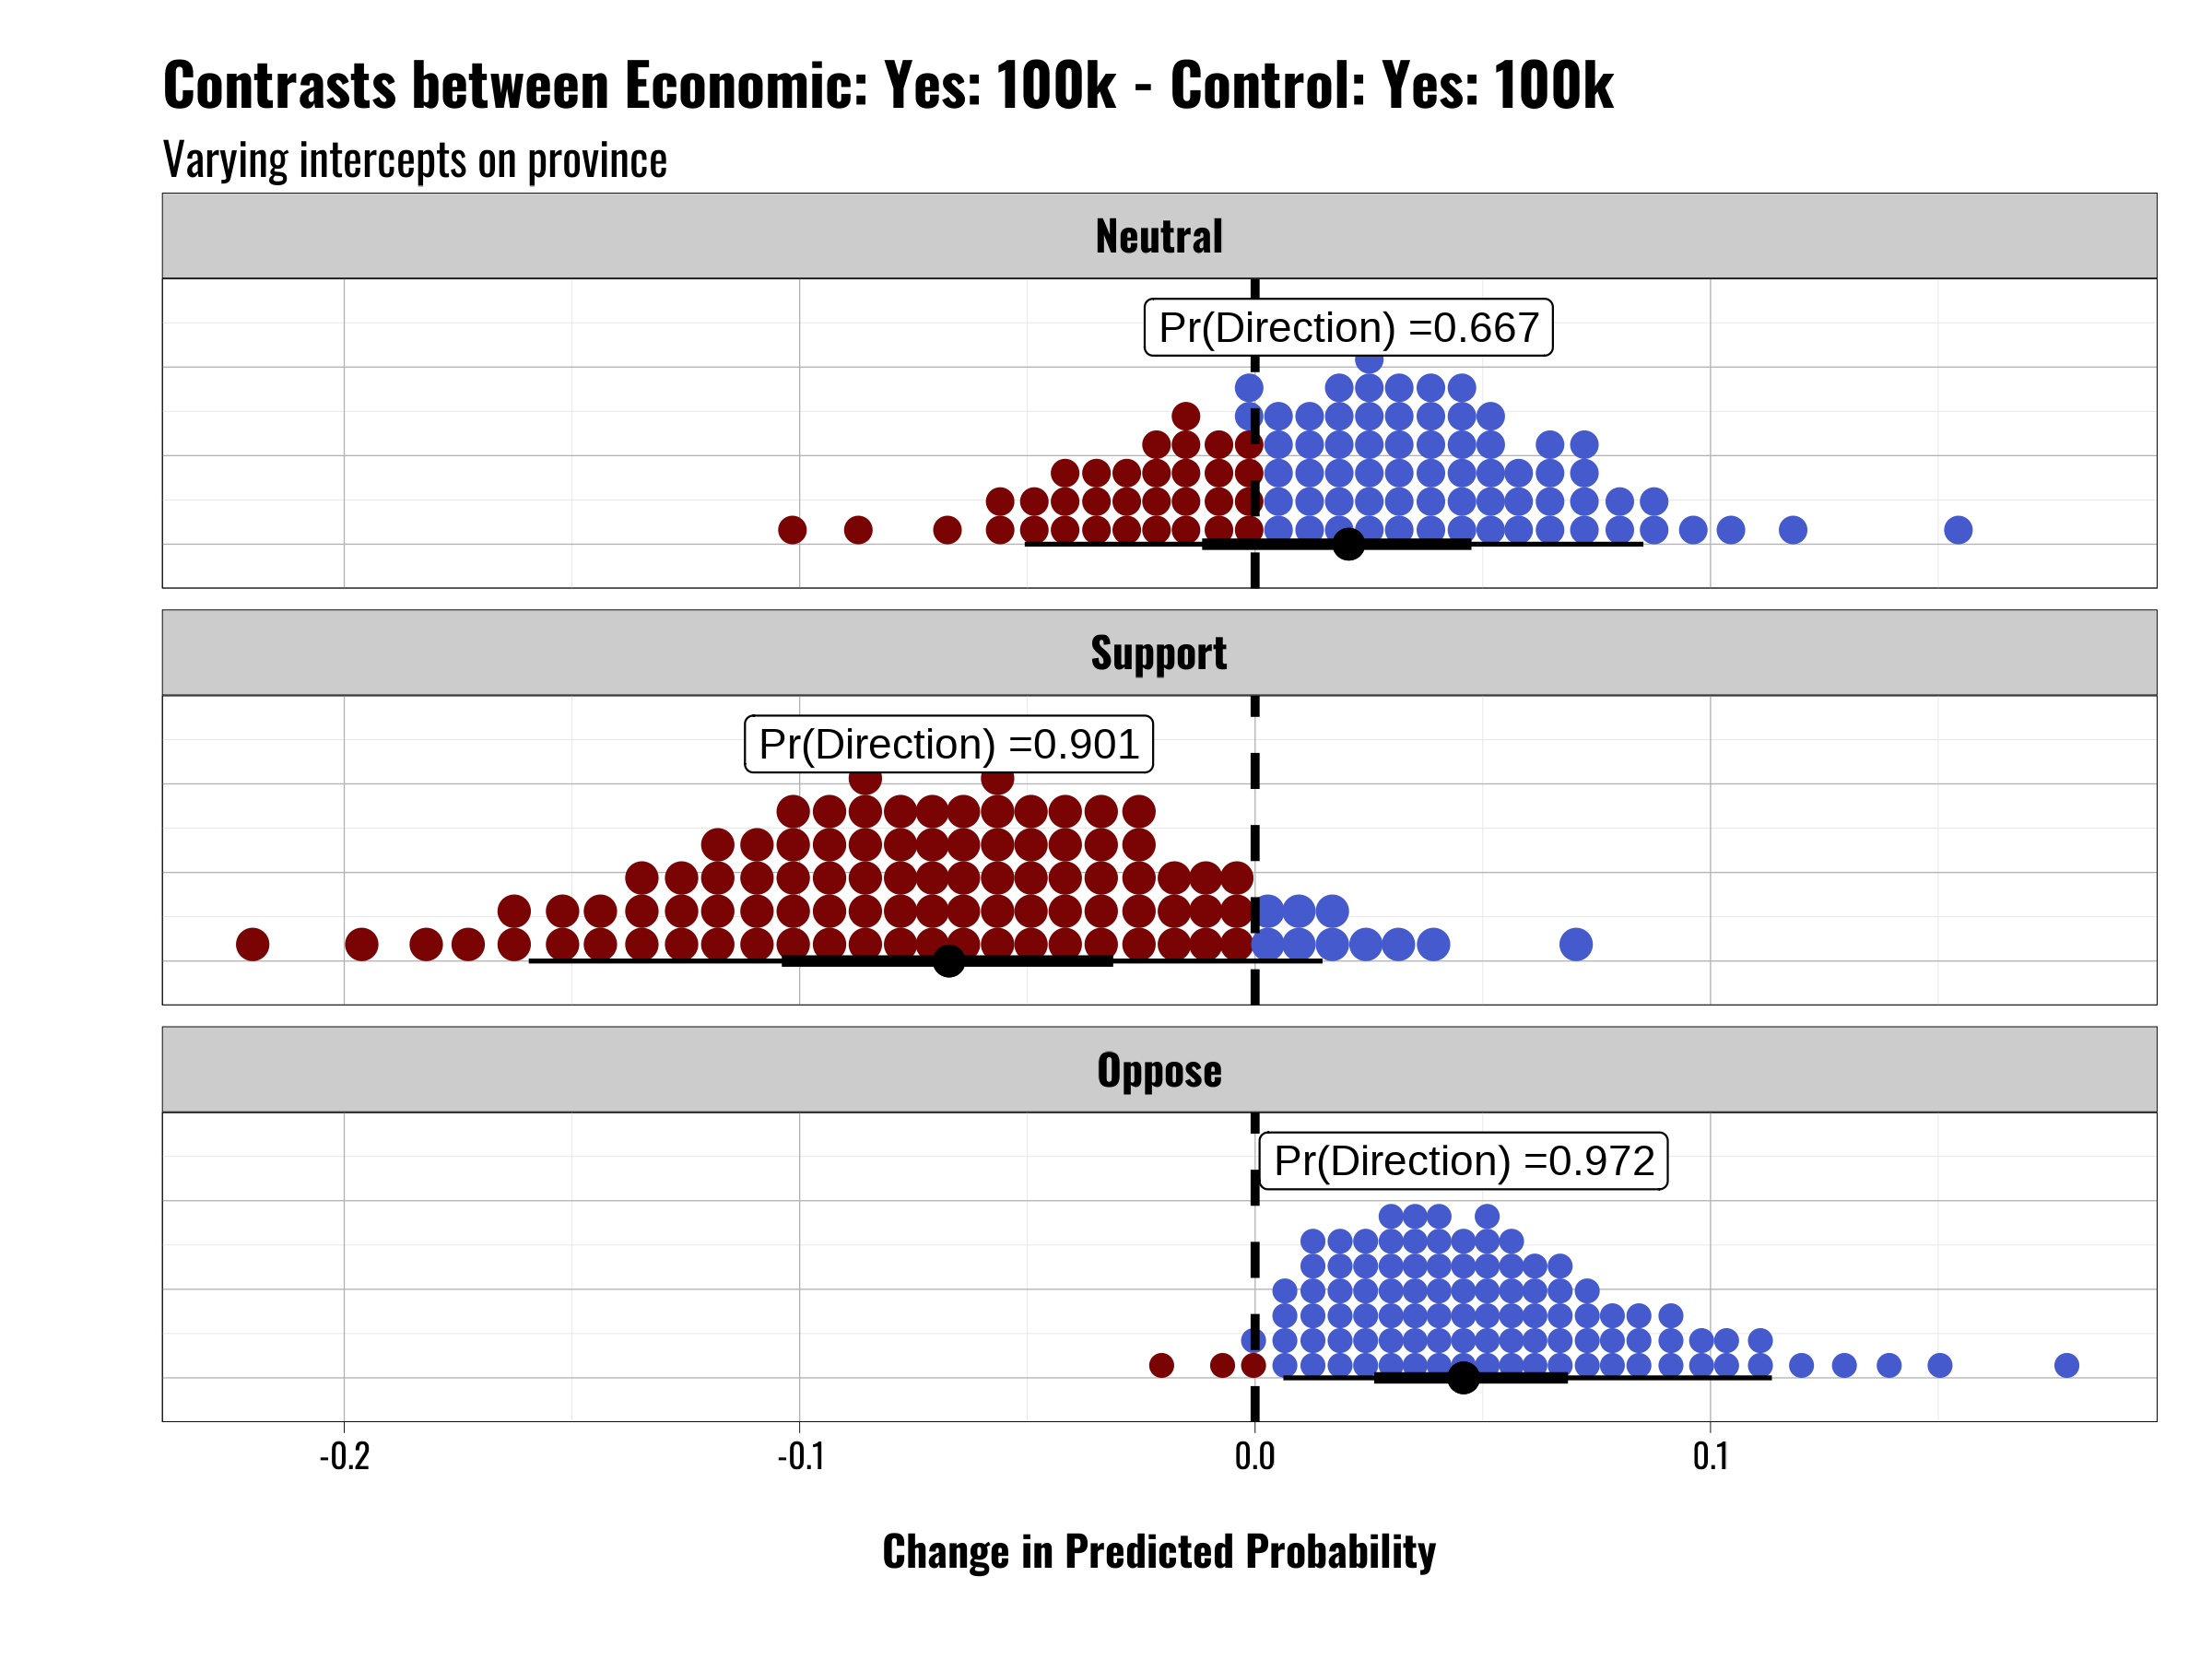 Contrasts between Economic: Yes: 100k - Control: Yes: 100k
Varying intercepts on province
Neutral
Pr(Direction) =0.667
Support
Pr(Direction) =0.901
Oppose
Pr(Direction) =0.972
-0.2 -0.1 0.0 0.1
Change in Predicted Probability